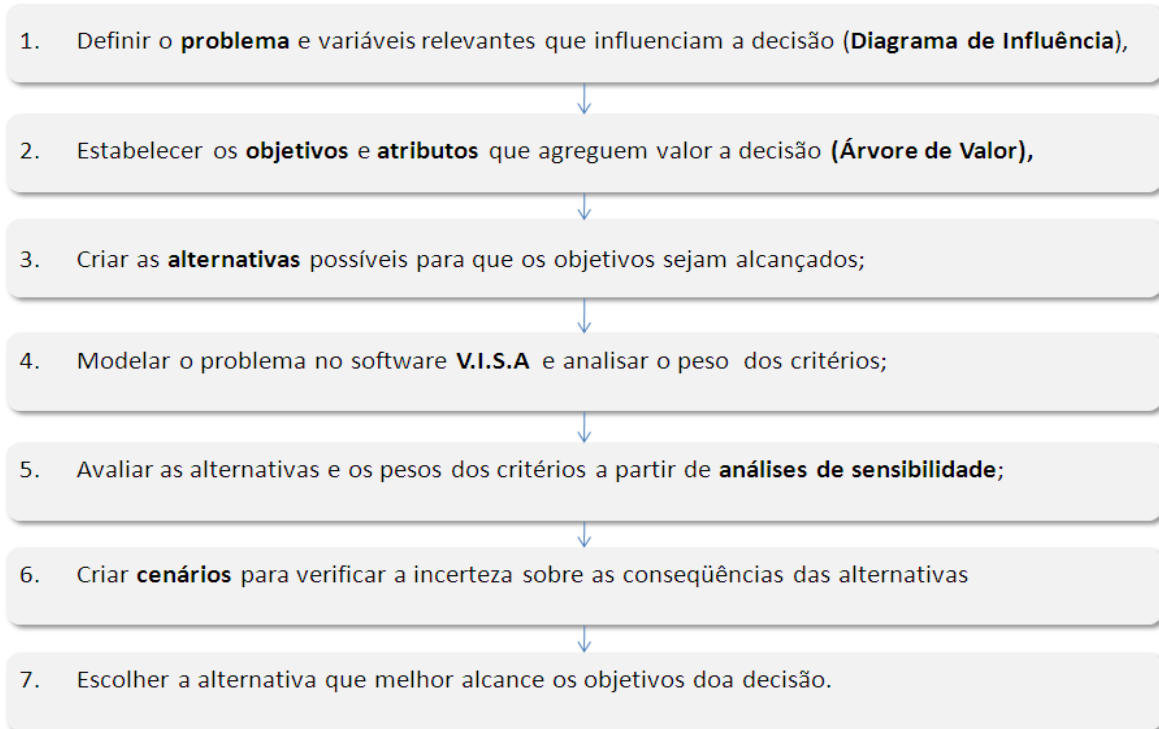 1. Definir o problema e variáveis relevantes que influenciam a decisão (Diagrama de Influência),
2. Estabelecer os objetivos e atributos que agreguem valor a decisão (Árvore de Valor),
3. Criar as alternativas possíveis para que os objetivos sejam alcançados;
4. Modelar o problema no software V.I.S.A e analisar o peso dos critérios;
5. Avaliar as alternativas e os pesos dos critérios a partir de análises de sensibilidade;
6. Criar cenários para verificar a incerteza sobre as conseqüências das alternativas
7. Escolher a alternativa que melhor alcance os objetivos doa decisão.